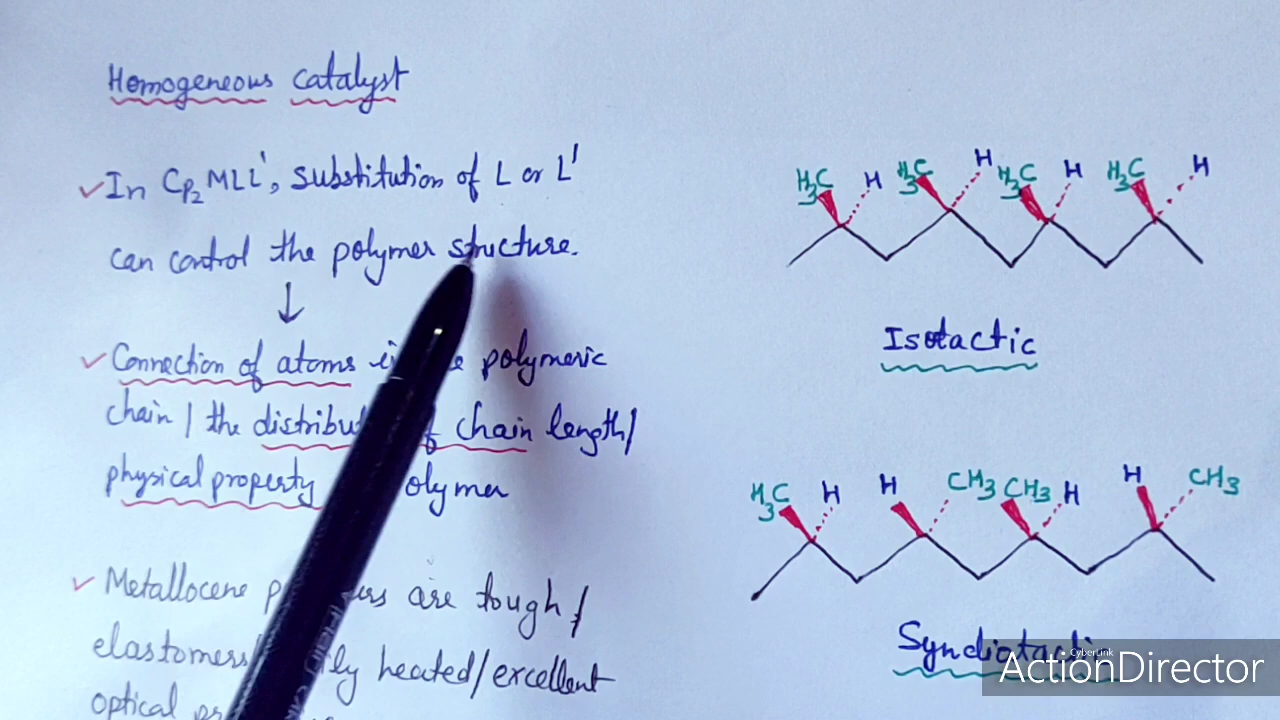 Homogeneous catalyst
In Cp₂MLL', substitution of L or L'
can control the polymer structure.
↓
Connection of atoms polymeric
chain / the chain length/
physical property
Metallocene are tough /
elastomers/ heated/excellent
optical
H₃C H H₃C H H₃C H H₃C H
Isotactic
H₃C H H CH₃ CH₃ H H CH₃
CyberLink
ActionDirector